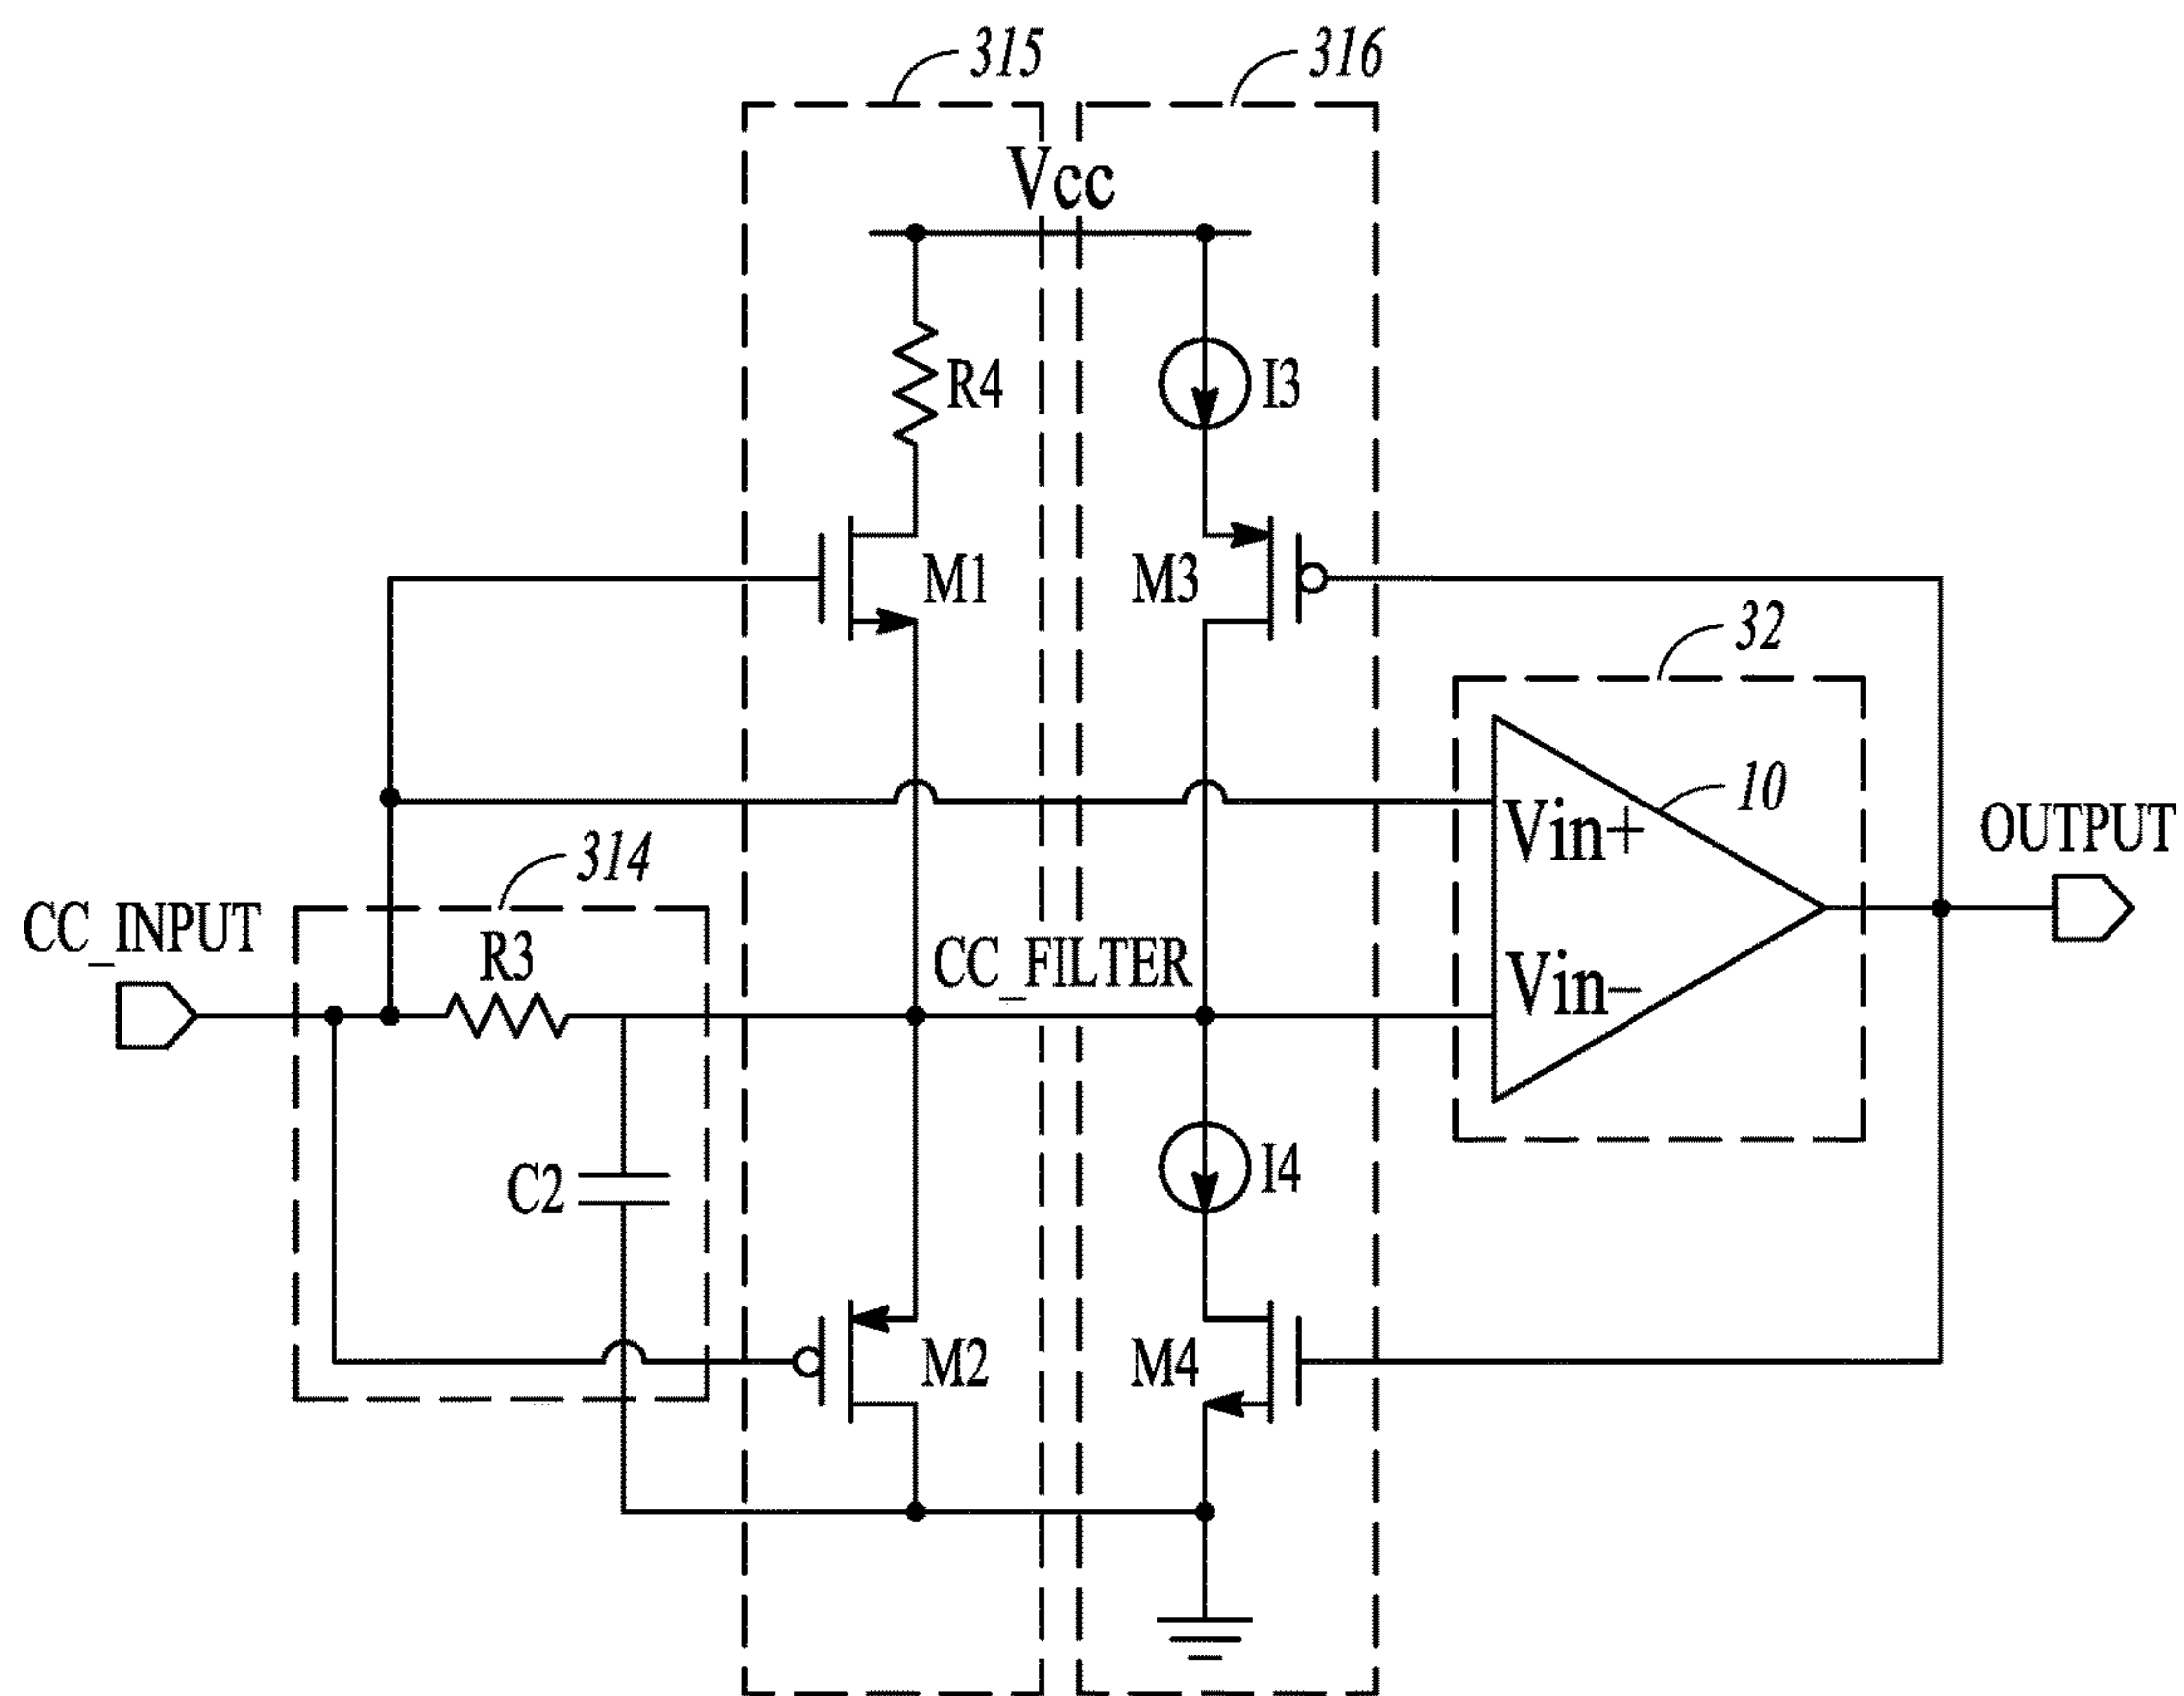 315
316
Vcc
R4
I3
M1
M3
32
10
Vin+
OUTPUT
314
CC_INPUT
R3
CC_FILTER
Vin−
C2
I4
M2
M4